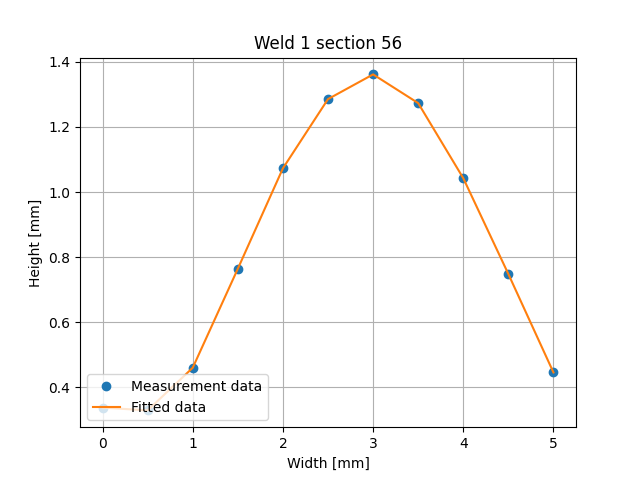 Weld 1 section 56
1.4
1.2
1.0
0.8
0.6
0.4
Height [mm]
Measurement data
Fitted data
0 1 2 3 4 5
Width [mm]